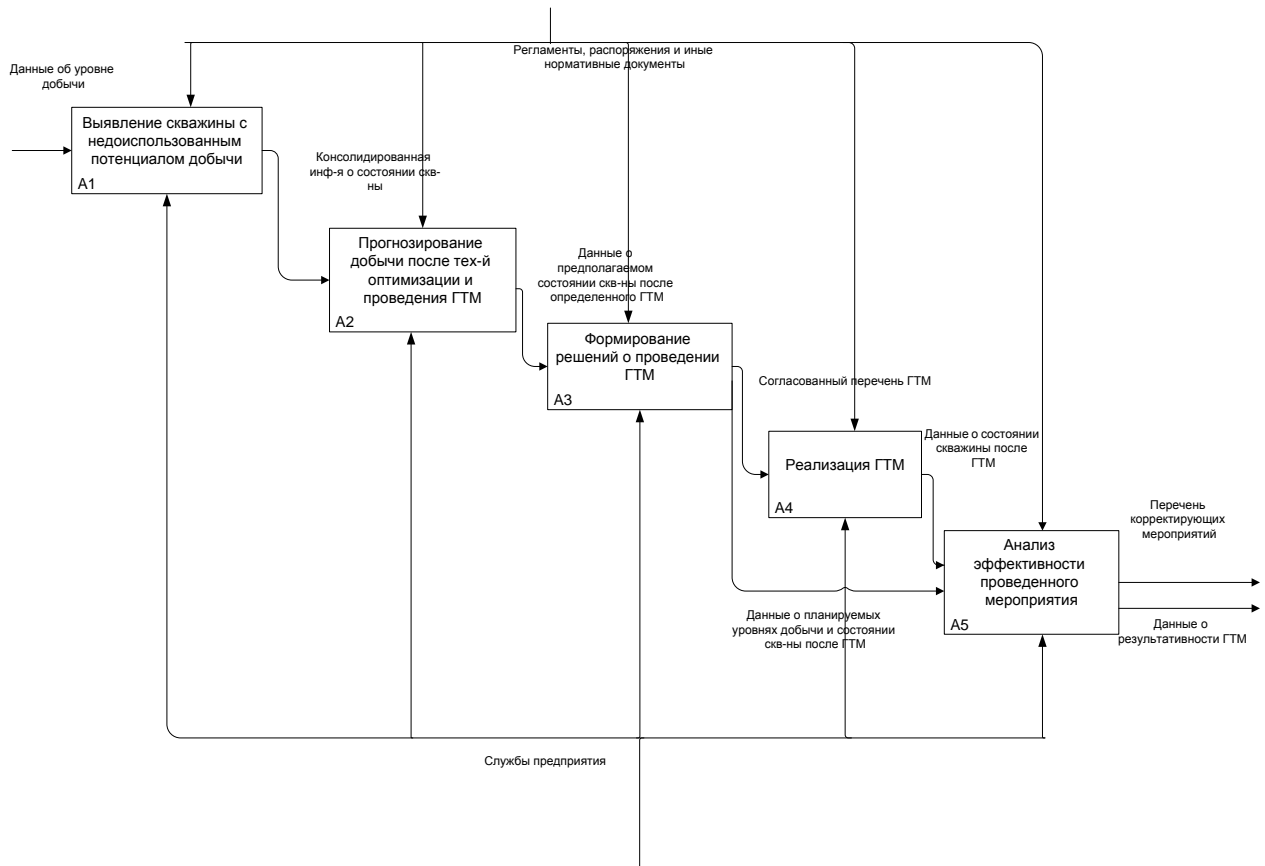 Регламенты, распоряжения и иные
нормативные документы
Данные об уровне
добычи
Выявление скважины с
недоиспользованным
потенциалом добычи
A1
Консолидированная
инф-я о состоянии скв-
ны
Прогнозирование
добычи после тех-й
оптимизации и
проведения ГТМ
A2
Данные о
предполагаемом
состоянии скв-ны после
определенного ГТМ
Формирование
решений о проведении
ГТМ
A3
Согласованный перечень ГТМ
Реализация ГТМ
A4
Данные о состоянии
скважины после
ГТМ
Данные о планируемых
уровнях добычи и состоянии
скв-ны после ГТМ
Анализ
эффективности
проведенного
мероприятия
A5
Перечень
корректирующих
мероприятий
Данные о
результативности ГТМ
Службы предприятия